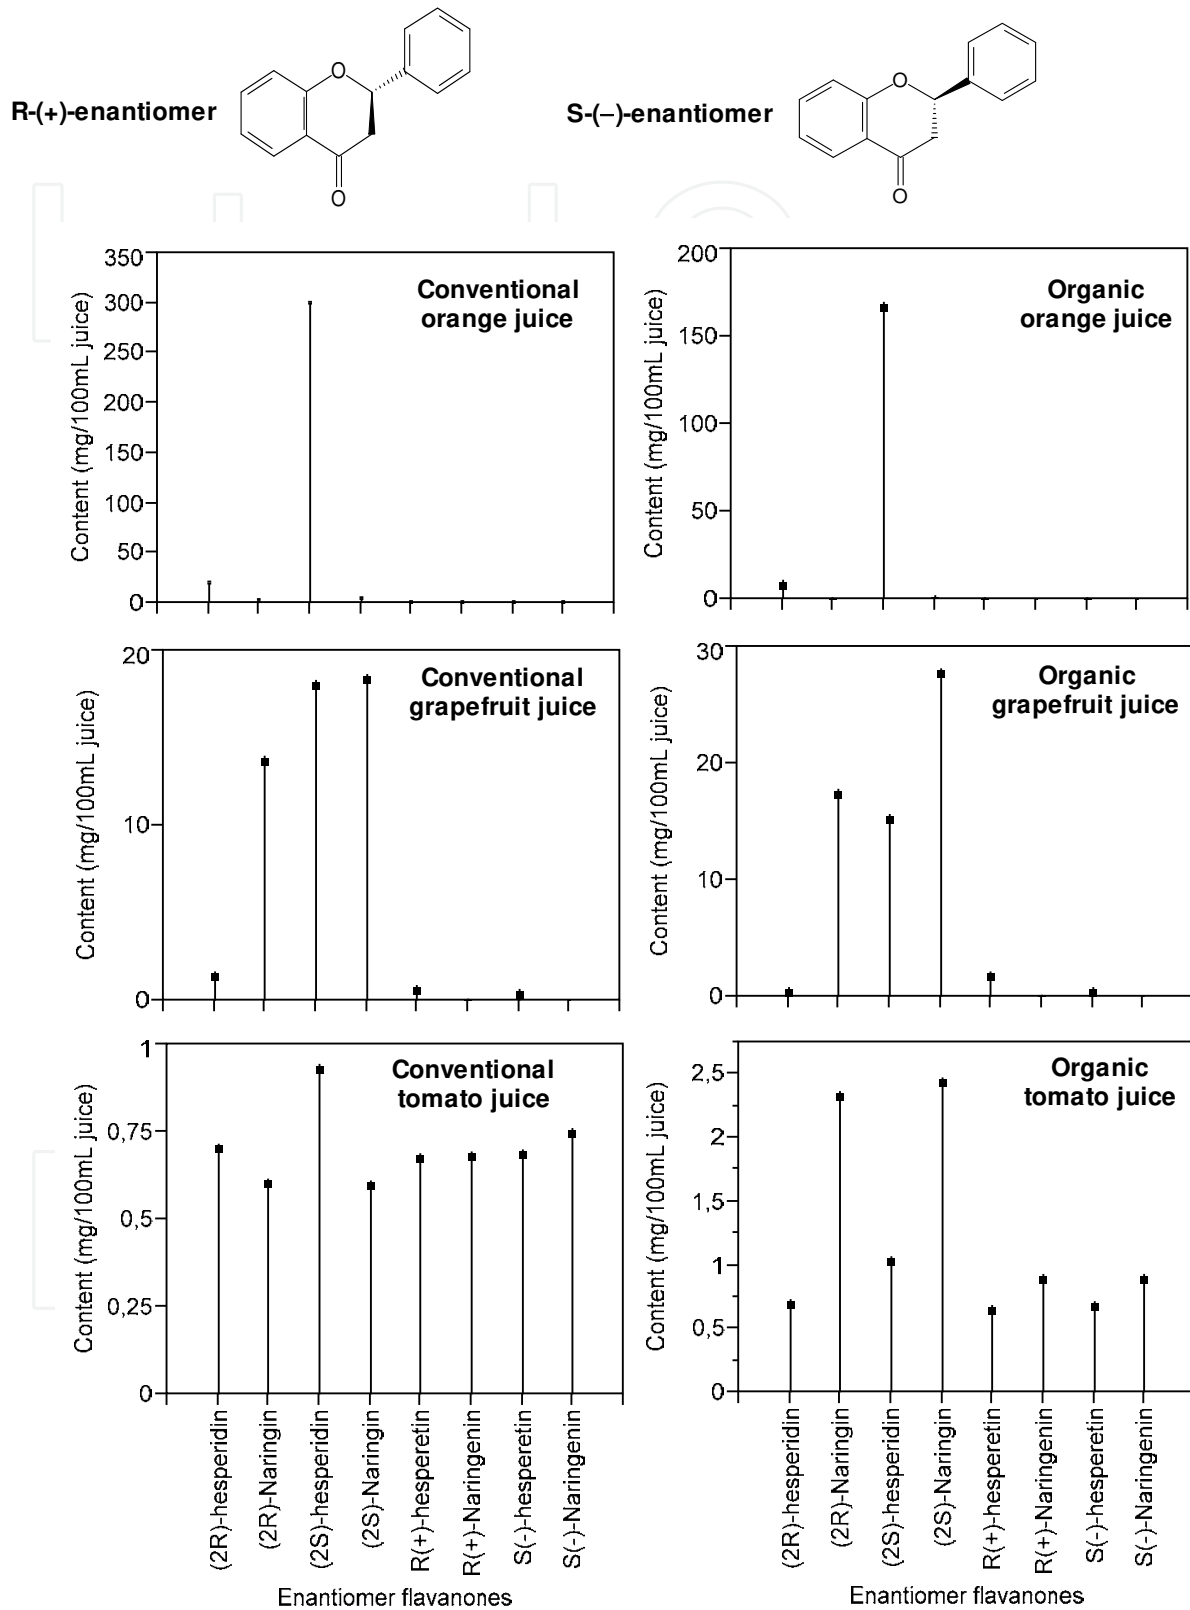 R-(+)-enantiomer
O
O
S-(−)-enantiomer
O
O
Content (mg/100mL juice)
350
300
250
200
150
100
50
0
Conventional
orange juice
Content (mg/100mL juice)
200
150
100
50
0
Organic
orange juice
Content (mg/100mL juice)
20
10
0
Conventional
grapefruit juice
Content (mg/100mL juice)
30
20
10
0
Organic
grapefruit juice
Content (mg/100mL juice)
1
0,75
0,5
0,25
0
Conventional
tomato juice
(2R)-hesperidin
(2R)-Naringin
(2S)-hesperidin
(2S)-Naringin
R(+)-hesperetin
R(+)-Naringenin
S(-)-hesperetin
S(-)-Naringenin
Enantiomer flavanones
Content (mg/100mL juice)
2,5
2
1,5
1
0,5
0
Organic
tomato juice
(2R)-hesperidin
(2R)-Naringin
(2S)-hesperidin
(2S)-Naringin
R(+)-hesperetin
R(+)-Naringenin
S(-)-hesperetin
S(-)-Naringenin
Enantiomer flavanones